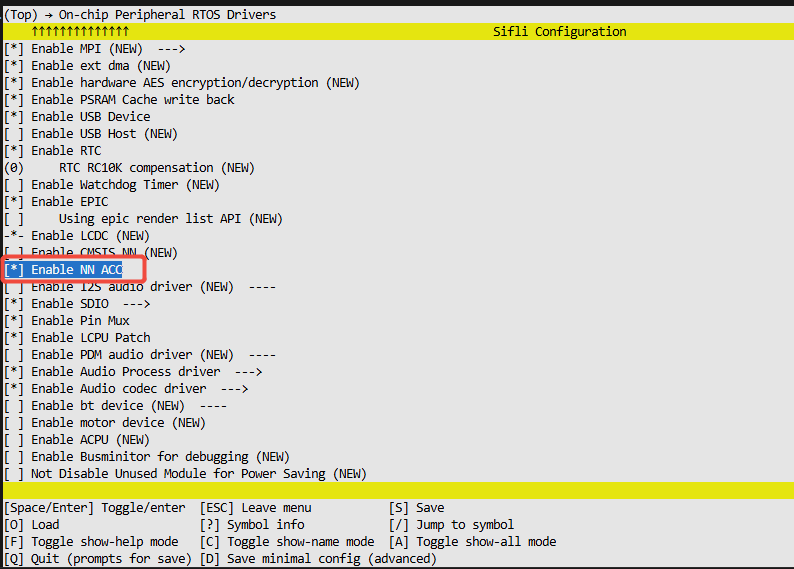 (Top) → On-chip Peripheral RTOS Drivers
↑↑↑↑↑↑↑↑↑↑↑↑↑↑ Sifli Configuration
[*] Enable MPI (NEW)  --->
[*] Enable ext dma (NEW)
[*] Enable hardware AES encryption/decryption (NEW)
[*] Enable PSRAM Cache write back
[*] Enable USB Device
[ ] Enable USB Host (NEW)
[*] Enable RTC
(0)     RTC RC10K compensation (NEW)
[ ] Enable Watchdog Timer (NEW)
[*] Enable EPIC
[ ]     Using epic render list API (NEW)
-*- Enable LCDC (NEW)
[ ] Enable CMSIS NN (NEW)
[*] Enable NN ACC
[ ] Enable I2S audio driver (NEW)  ----
[*] Enable SDIO  --->
[*] Enable Pin Mux
[*] Enable LCPU Patch
[ ] Enable PDM audio driver (NEW)  ----
[*] Enable Audio Process driver  --->
[*] Enable Audio codec driver  --->
[ ] Enable bt device (NEW)  ----
[ ] Enable motor device (NEW)
[ ] Enable ACPU (NEW)
[ ] Enable Busminitor for debugging (NEW)
[ ] Not Disable Unused Module for Power Saving (NEW)
[Space/Enter] Toggle/enter  [ESC] Leave menu           [S] Save
[O] Load                    [?] Symbol info            [/] Jump to symbol
[F] Toggle show-help mode   [C] Toggle show-name mode  [A] Toggle show-all mode
[Q] Quit (prompts for save) [D] Save minimal config (advanced)